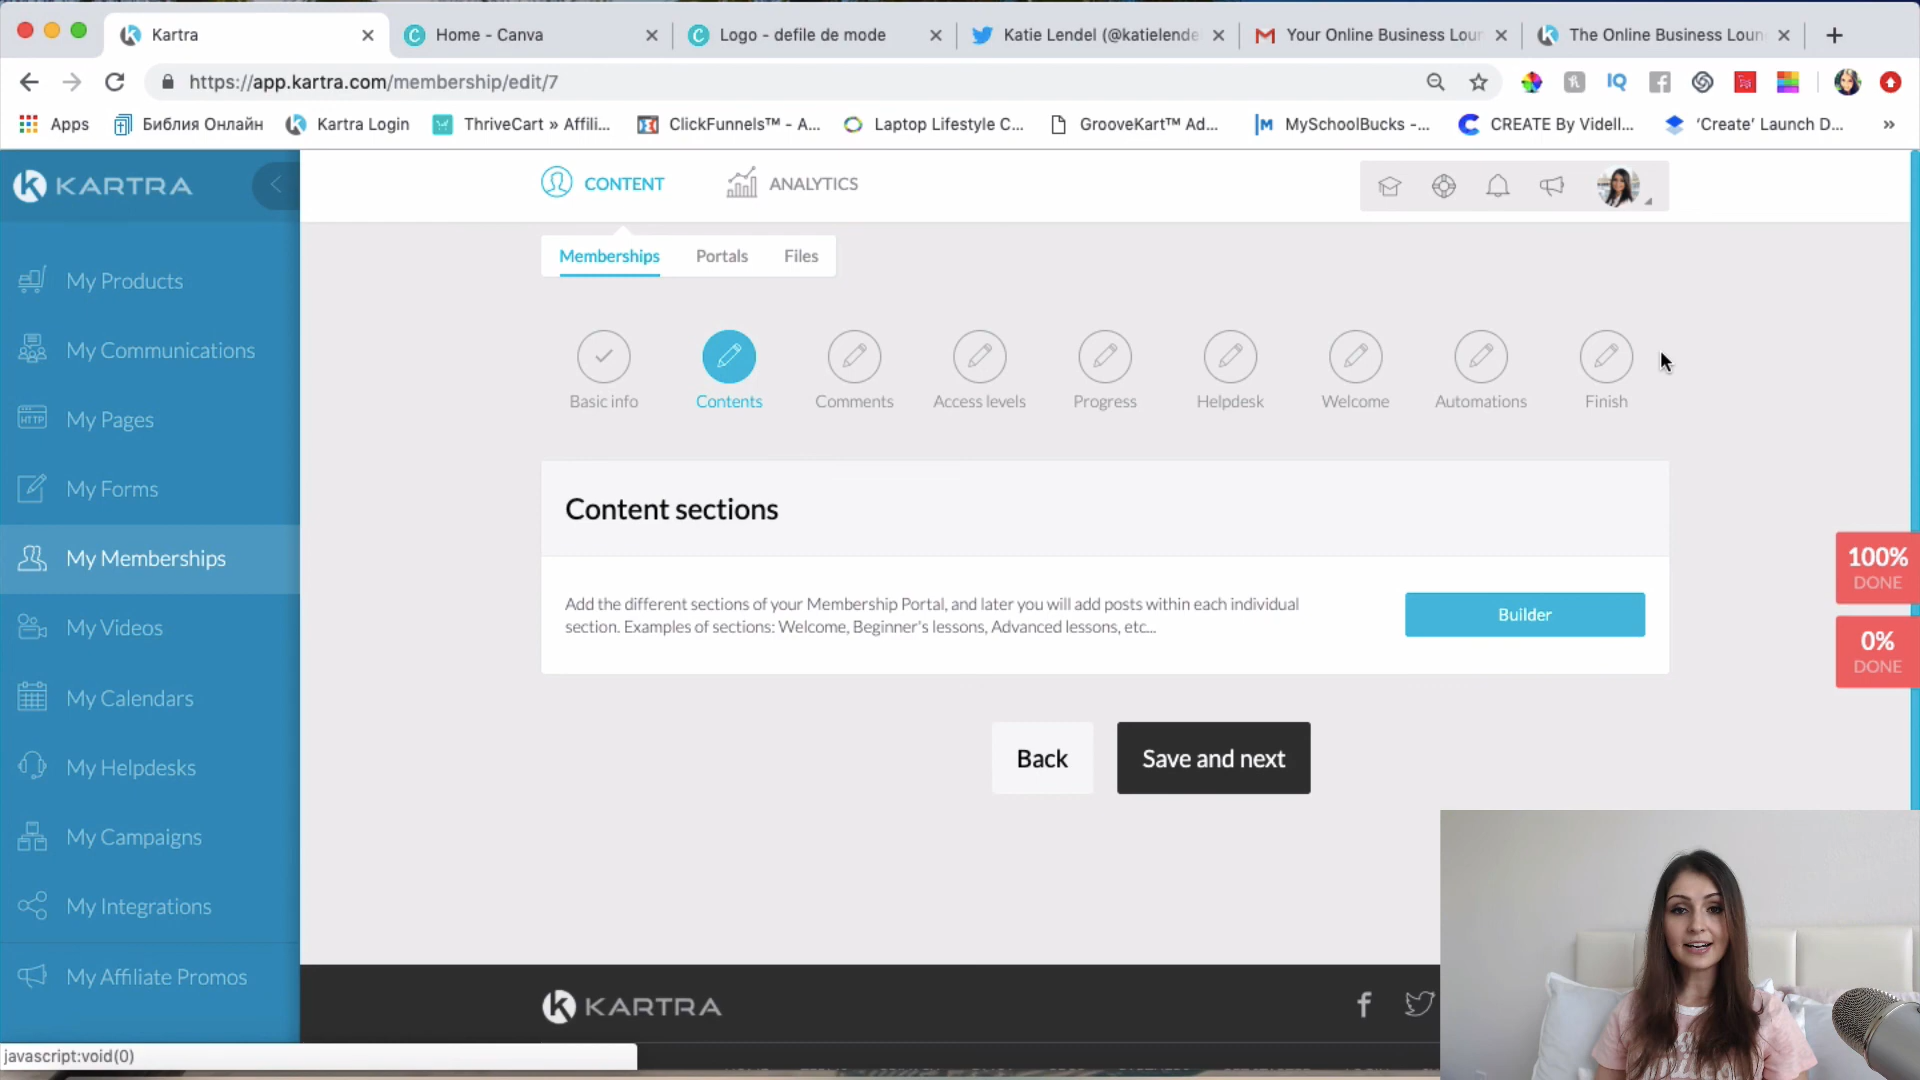 Kartra
Home - Canva
Logo - defile de mode
Katie Lendel (@katielende
Your Online Business Loun
The Online Business Loun
https://app.kartra.com/membership/edit/7
Apps
Библия Онлайн
Kartra Login
ThriveCart » Affili...
ClickFunnels™ - A...
Laptop Lifestyle C...
GrooveKart™ Ad...
MySchoolBucks -...
CREATE By Videll...
‘Create’ Launch D...
»
KARTRA
CONTENT
ANALYTICS
Memberships
Portals
Files
My Products
My Communications
My Pages
My Forms
My Memberships
My Videos
My Calendars
My Helpdesks
My Campaigns
My Integrations
My Affiliate Promos
Basic info
Contents
Comments
Access levels
Progress
Helpdesk
Welcome
Automations
Finish
Content sections
Add the different sections of your Membership Portal, and later you will add posts within each individual
section. Examples of sections: Welcome, Beginner's lessons, Advanced lessons, etc...
Builder
Back
Save and next
100%
DONE
0%
DONE
KARTRA
javascript:void(0)